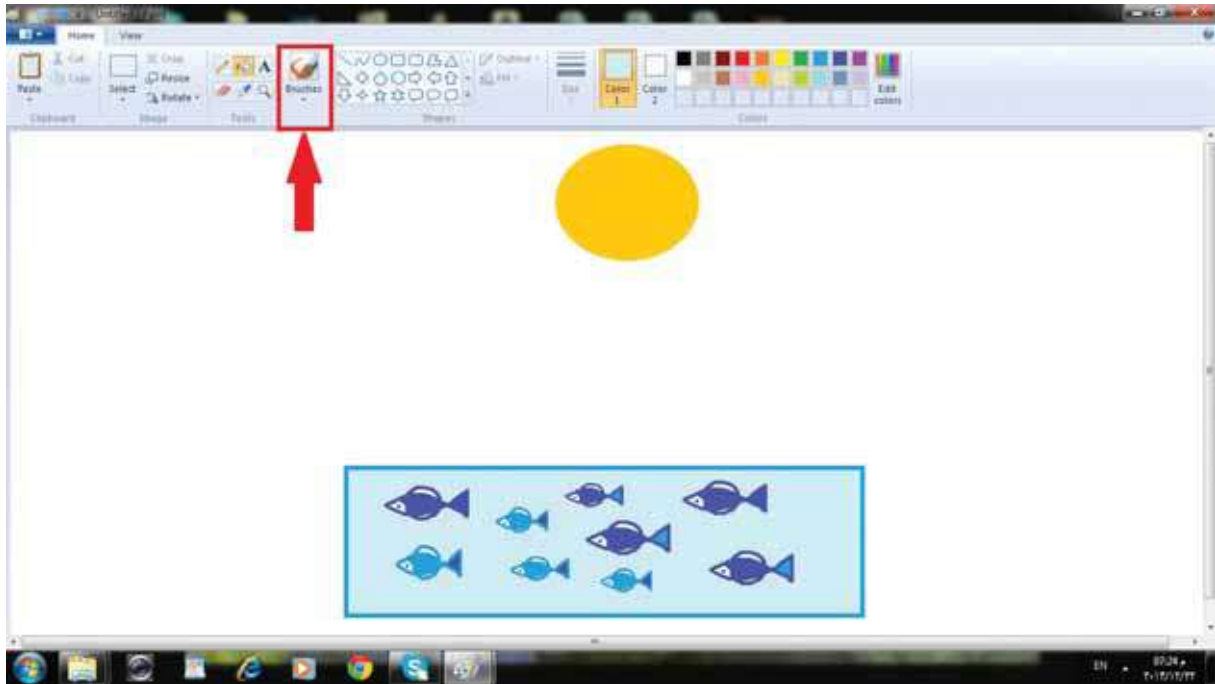 Home View
Paste
Cut
Copy
Clipboard
Select
Crop
Resize
Rotate
Image
A
Tools
Brushes
Shapes
Outline
Fill
Size
Color 1
Color 2
Edit colors
Colors
EN